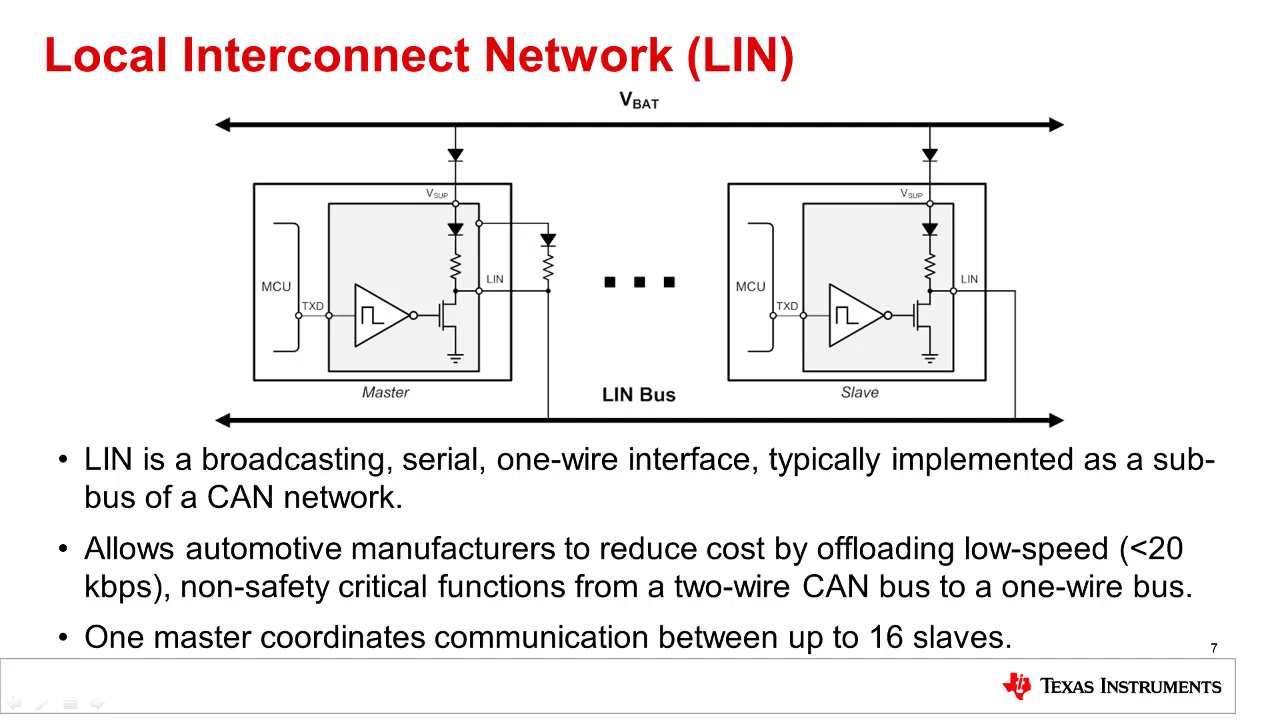 Local Interconnect Network (LIN)
VBAT
VSUP
VSUP
LIN
LIN
MCU
TXD
MCU
TXD
Master
LIN Bus
Slave
• LIN is a broadcasting, serial, one-wire interface, typically implemented as a sub-
bus of a CAN network.
• Allows automotive manufacturers to reduce cost by offloading low-speed (<20
kbps), non-safety critical functions from a two-wire CAN bus to a one-wire bus.
• One master coordinates communication between up to 16 slaves.
7
TEXAS INSTRUMENTS